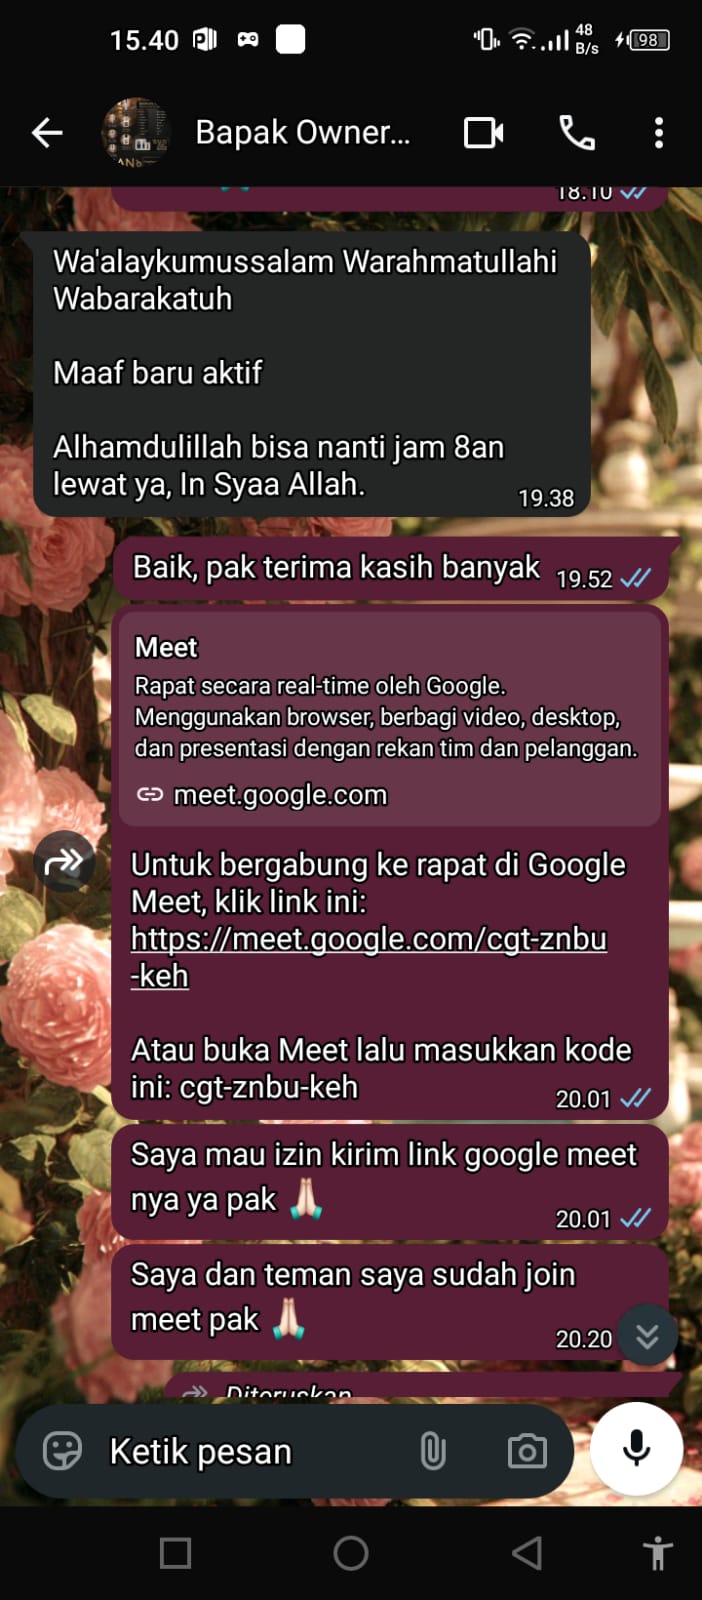 15.40
48
B/s
98
Bapak Owner...
18.10
Wa'alaykumussalam Warahmatullahi
Wabarakatuh
Maaf baru aktif
Alhamdulillah bisa nanti jam 8an
lewat ya, In Syaa Allah.
19.38
Baik, pak terima kasih banyak
19.52
Meet
Rapat secara real-time oleh Google.
Menggunakan browser, berbagi video, desktop,
dan presentasi dengan rekan tim dan pelanggan.
meet.google.com
Untuk bergabung ke rapat di Google
Meet, klik link ini:
https://meet.google.com/cgt-znbu
-keh
Atau buka Meet lalu masukkan kode
ini: cgt-znbu-keh
20.01
Saya mau izin kirim link google meet
nya ya pak 🙏🏻
20.01
Saya dan teman saya sudah join
meet pak 🙏🏻
20.20
Diteruskan
Ketik pesan